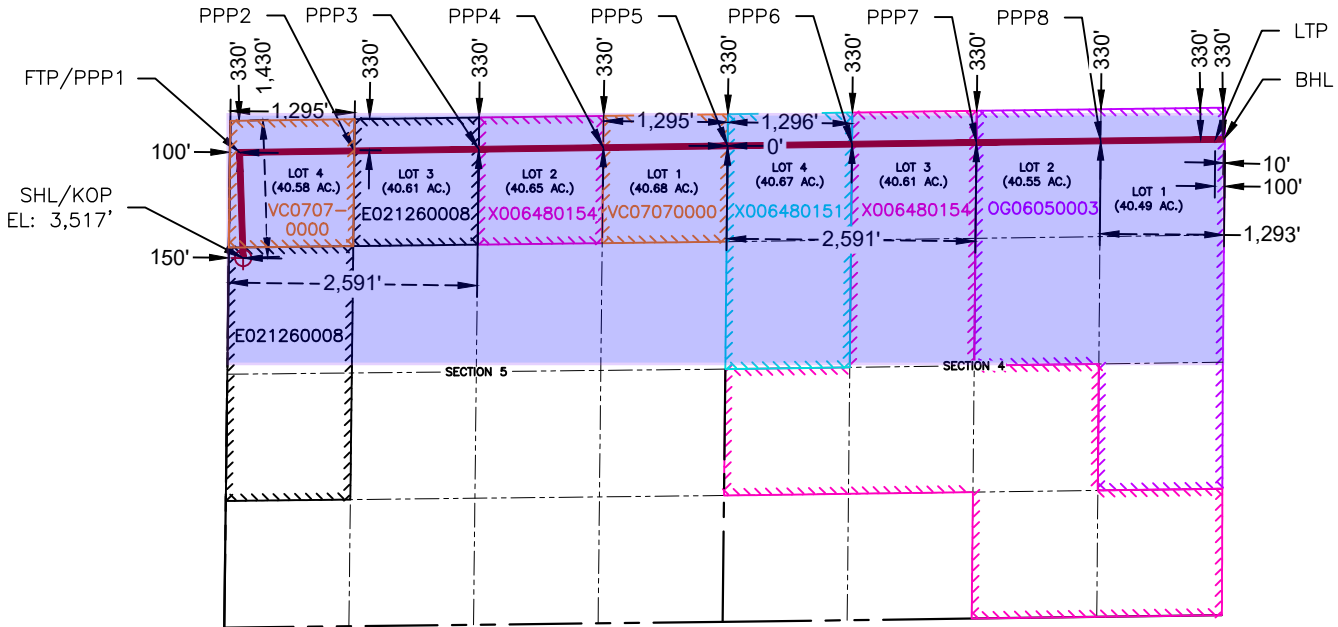 PPP2
PPP3
PPP4
PPP5
PPP6
PPP7
PPP8
LTP
FTP/PPP1
330'
1,430'
330'
330'
330'
330'
330'
330'
330'
330'
330'
BHL
1,295'
1,295'
1,296'
100'
0'
10'
100'
LOT 4
(40.58 AC.)
VC0707-
0000
LOT 3
(40.61 AC.)
E021260008
LOT 2
(40.65 AC.)
X006480154
LOT 1
(40.68 AC.)
VC07070000
LOT 4
(40.67 AC.)
X006480151
LOT 3
(40.61 AC.)
X006480154
LOT 2
(40.55 AC.)
OG06050003
LOT 1
(40.49 AC.)
SHL/KOP
EL: 3,517'
150'
2,591'
2,591'
1,293'
E021260008
SECTION 5
SECTION 4